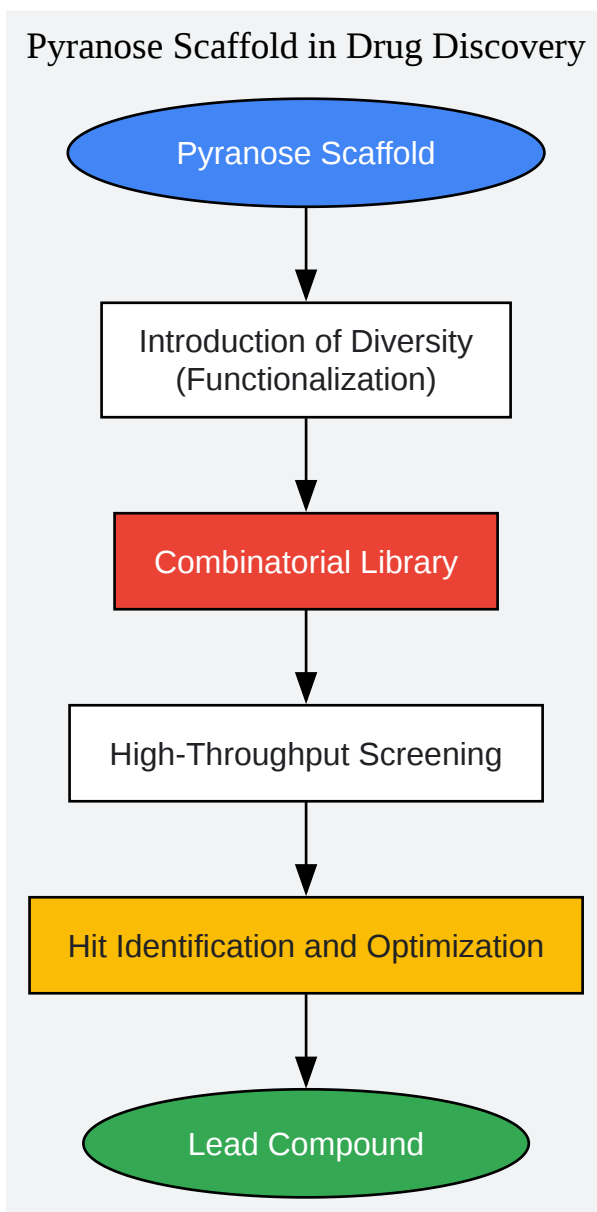 Pyranose Scaffold in Drug Discovery
Pyranose Scaffold
Introduction of Diversity
(Functionalization)
Combinatorial Library
High-Throughput Screening
Hit Identification and Optimization
Lead Compound